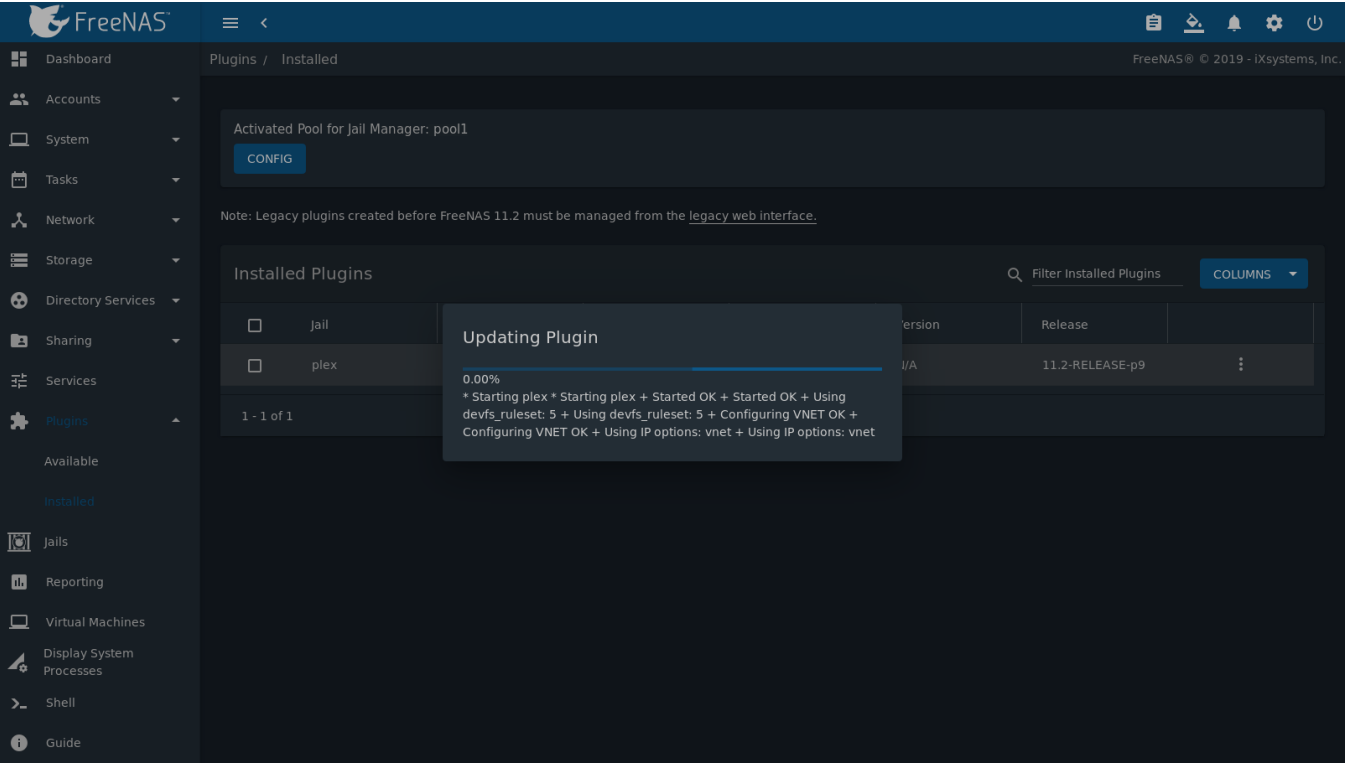 FreeNAS
Dashboard
Accounts
System
Tasks
Network
Storage
Directory Services
Sharing
Services
Plugins
Available
Installed
Jails
Reporting
Virtual Machines
Display System
Processes
Shell
Guide
Plugins / Installed
FreeNAS® © 2019 - iXsystems, Inc.
Activated Pool for Jail Manager: pool1
CONFIG
Note: Legacy plugins created before FreeNAS 11.2 must be managed from the legacy web interface.
Installed Plugins
Filter Installed Plugins
COLUMNS
Jail
ersion
Release
plex
/A
11.2-RELEASE-p9
1 - 1 of 1
Updating Plugin
0.00%
* Starting plex * Starting plex + Started OK + Started OK + Using
devfs_ruleset: 5 + Using devfs_ruleset: 5 + Configuring VNET OK +
Configuring VNET OK + Using IP options: vnet + Using IP options: vnet